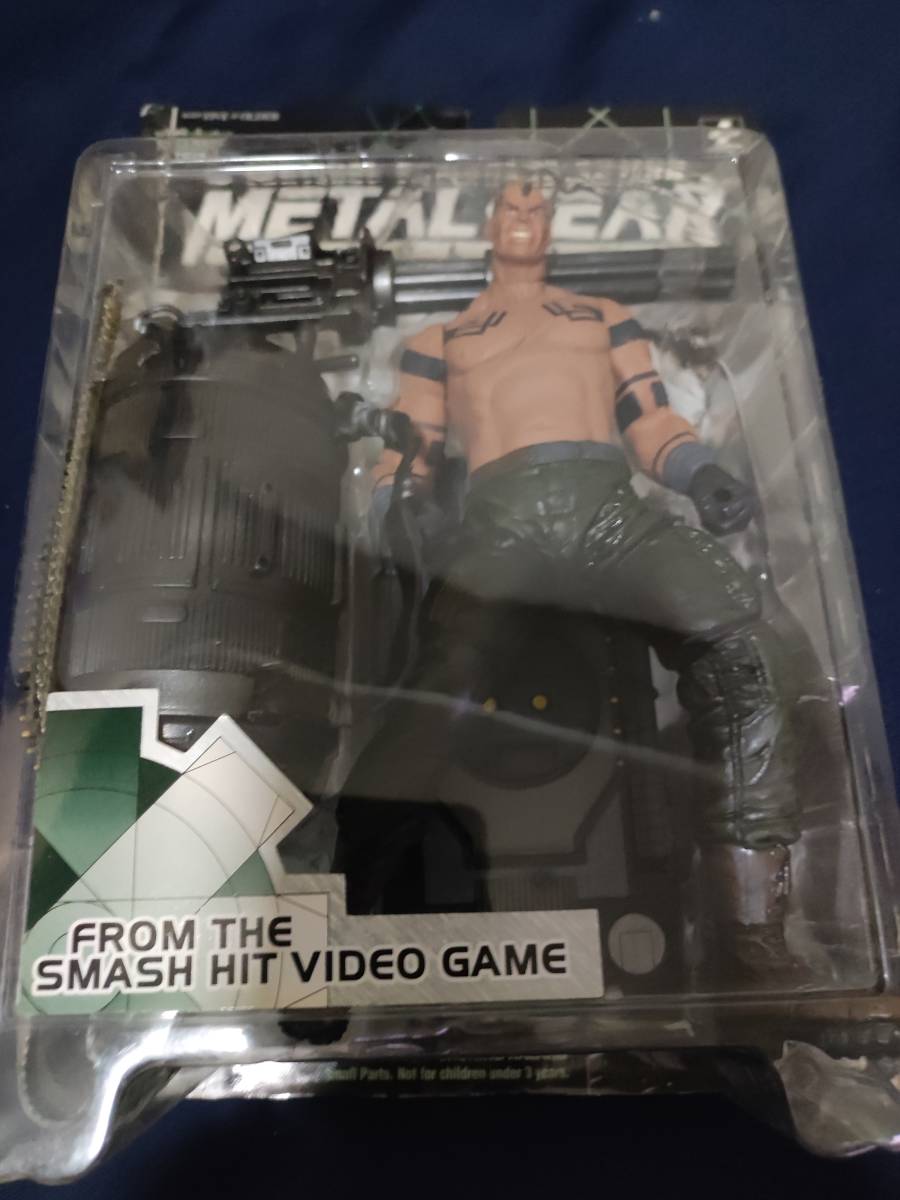 METAL GEAR
FROM THE
SMASH HIT VIDEO GAME
Small Parts. Not for children under 3 years.